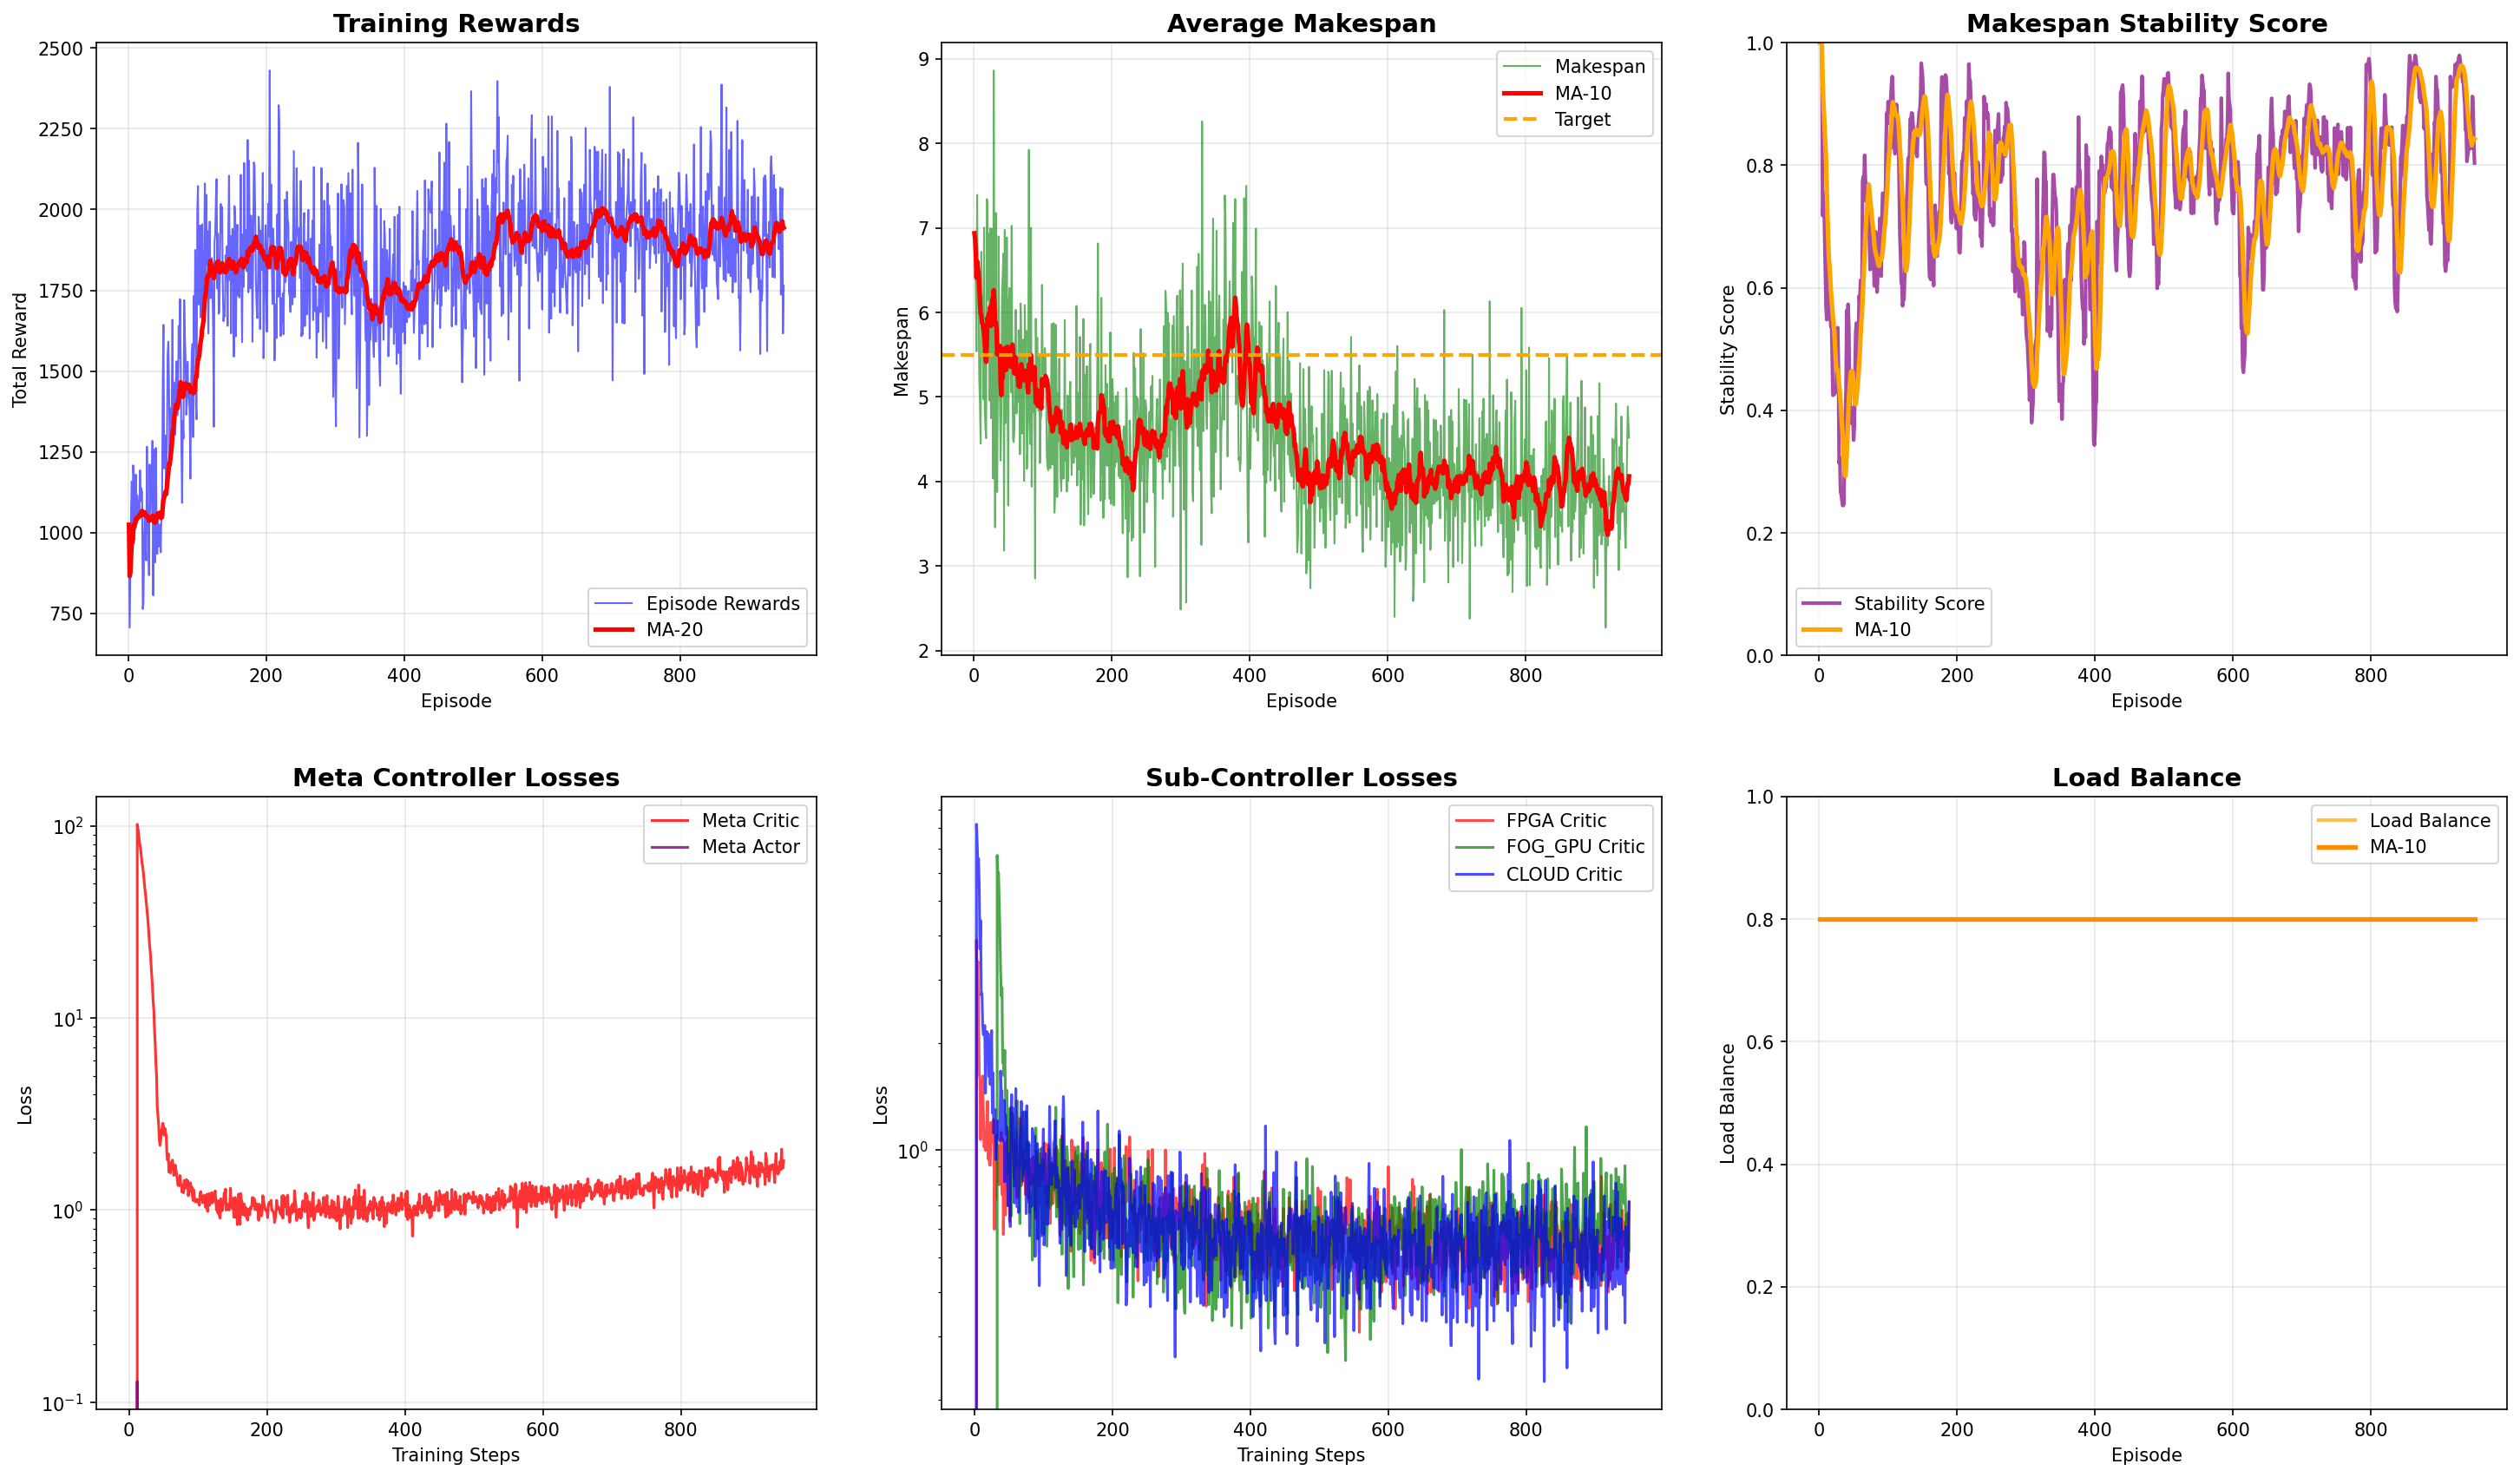 Training Rewards
2500
2250
2000
1750
1500
1250
1000
750
Total Reward
0
200
400
600
800
Episode
Episode Rewards
MA-20
Average Makespan
9
8
7
6
5
4
3
2
Makespan
0
200
400
600
800
Episode
Makespan
MA-10
Target
Makespan Stability Score
1.0
0.8
0.6
0.4
0.2
0.0
Stability Score
0
200
400
600
800
Episode
Stability Score
MA-10
Meta Controller Losses
10²
10¹
10⁰
10⁻¹
Loss
0
200
400
600
800
Training Steps
Meta Critic
Meta Actor
Sub-Controller Losses
10⁰
Loss
0
200
400
600
800
Training Steps
FPGA Critic
FOG_GPU Critic
CLOUD Critic
Load Balance
1.0
0.8
0.6
0.4
0.2
0.0
Load Balance
0
200
400
600
800
Episode
Load Balance
MA-10